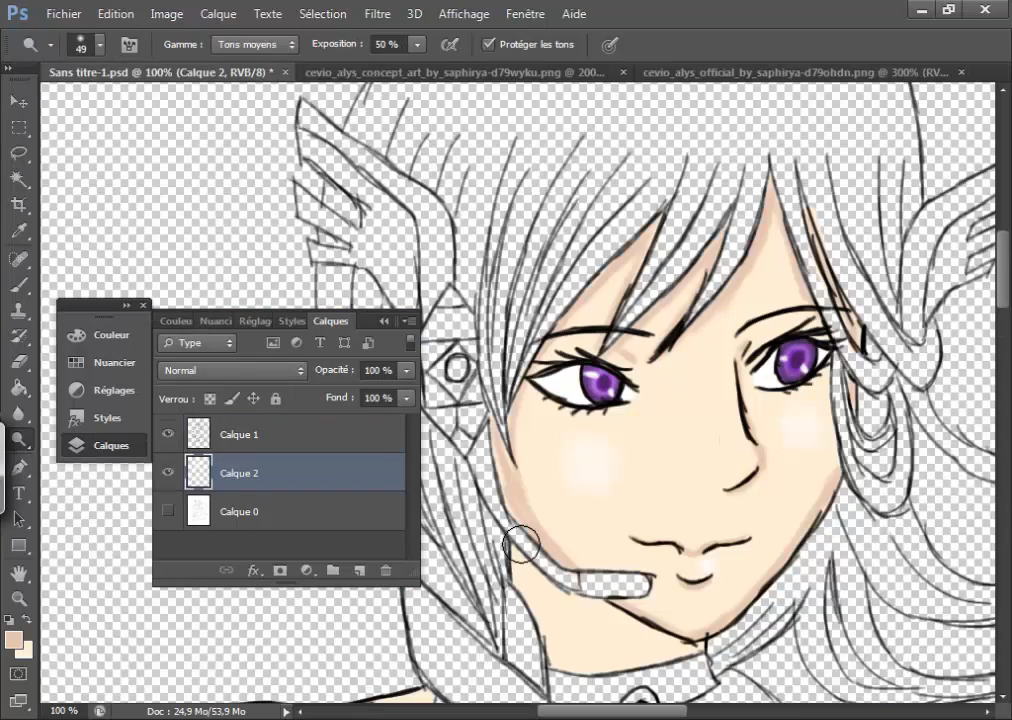 Ps Fichier Edition Image Calque Texte Sélection Filtre 3D Affichage Fenêtre Aide
49 Gamme : Tons moyens Exposition : 50 % Protéger les tons
Sans titre-1.psd @ 100% (Calque 2, RVB/8) * × cevio_alys_concept_art_by_saphirya-d79wyku.png @ 200... × cevio_alys_official_by_saphirya-d79ohdn.png @ 300% (RV... ×
Couleur
Nuancier
Réglages
Styles
Calques
Couleu Nuanci Réglag Styles Calques
Type
Normal Opacité : 100 %
Verrou : Fond : 100 %
Calque 1
Calque 2
Calque 0
fx
100 % Doc : 24,9 Mo/53,9 Mo